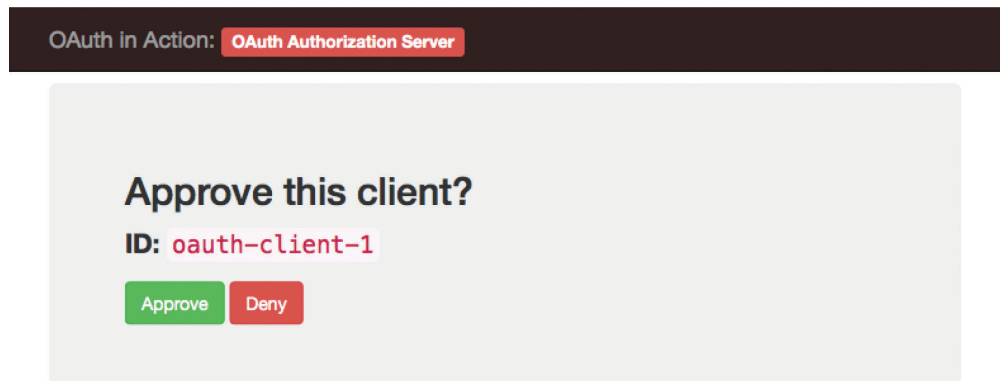 OAuth in Action: OAuth Authorization Server
Approve this client?
ID: oauth-client-1
Approve Deny